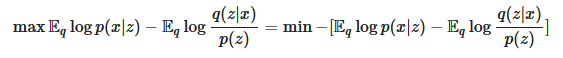 max 𝔼_q log p(x|z) − 𝔼_q log q(z|x)/p(z) = min −[𝔼_q log p(x|z) − 𝔼_q log q(z|x)/p(z)]